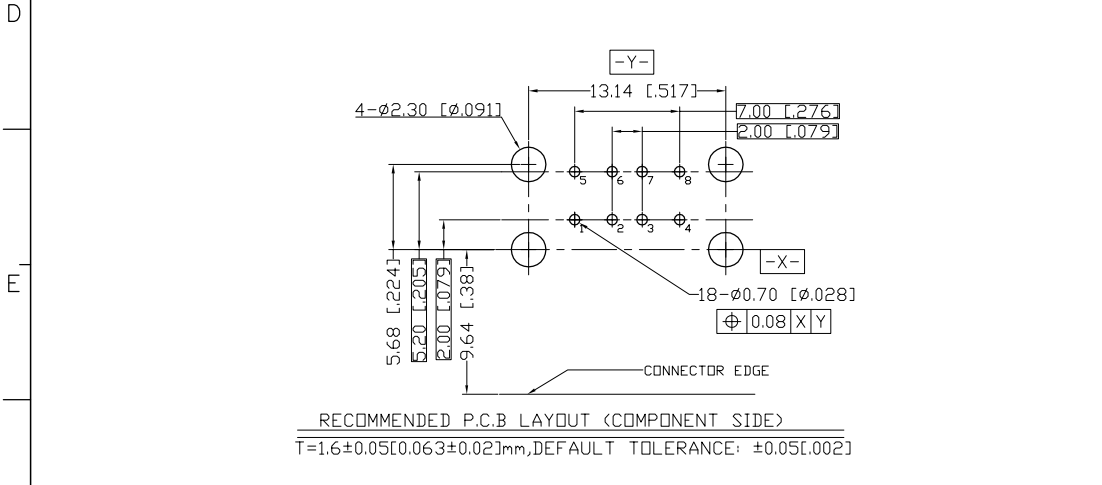 D
-Y-
13.14 [.517]
4-Ø2.30 [Ø.091]
7.00 [.276]
2.00 [.079]
5 6 7 8
1 2 3 4
-X-
E
5.68 [.224]
5.20 [.205]
2.00 [.079]
9.64 [.38]
18-Ø0.70 [Ø.028]
⌖ 0.08 X Y
CONNECTOR EDGE
RECOMMENDED P.C.B LAYOUT (COMPONENT SIDE)
T=1.6±0.05[0.063±0.02]mm,DEFAULT TOLERANCE: ±0.05[.002]